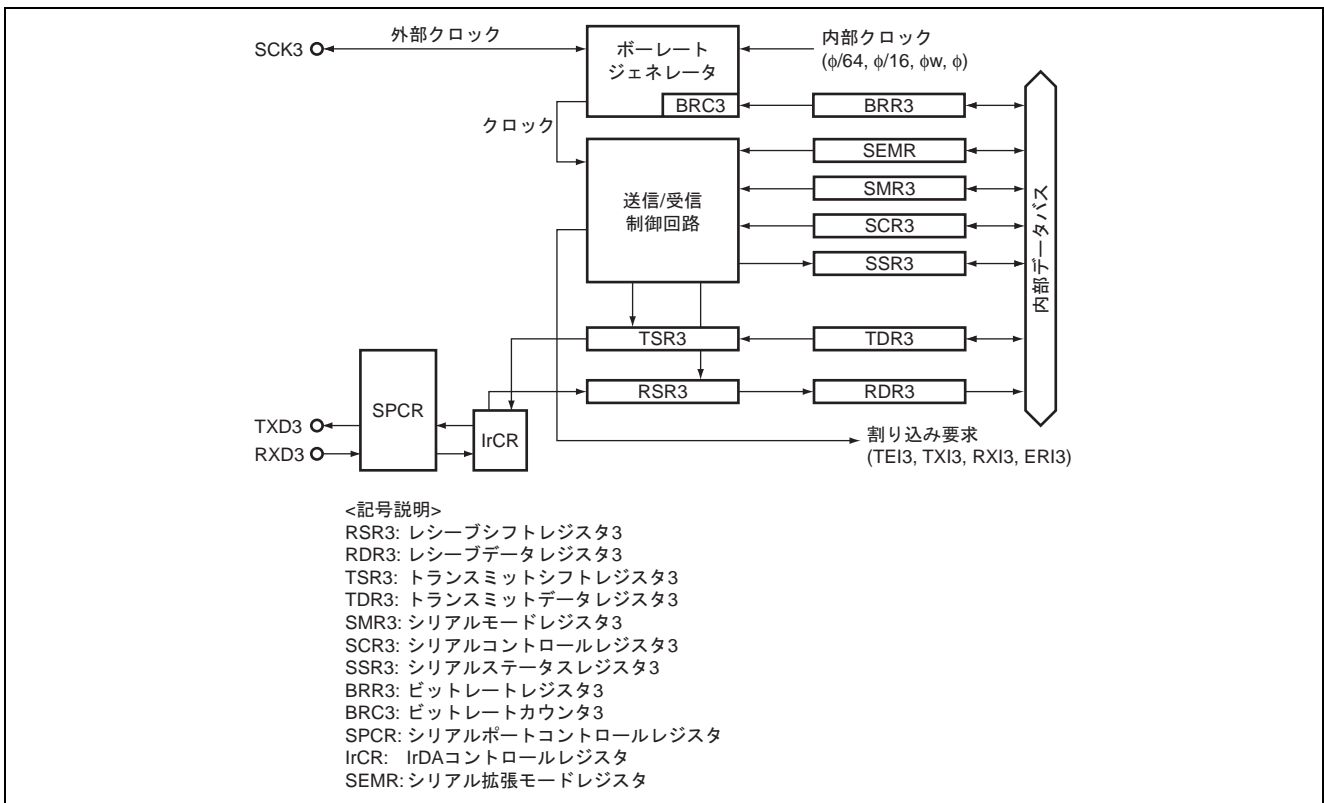 SCK3
外部クロック
ボーレート
ジェネレータ
内部クロック
(φ/64, φ/16, φw, φ)
BRC3
BRR3
クロック
SEMR
送信/受信
制御回路
SMR3
SCR3
SSR3
内部データバス
TSR3
TDR3
RSR3
RDR3
SPCR
TXD3
IrCR
RXD3
割り込み要求
(TEI3, TXI3, RXI3, ERI3)
<記号説明>
RSR3: レシーブシフトレジスタ3
RDR3: レシーブデータレジスタ3
TSR3: トランスミットシフトレジスタ3
TDR3: トランスミットデータレジスタ3
SMR3: シリアルモードレジスタ3
SCR3: シリアルコントロールレジスタ3
SSR3: シリアルステータスレジスタ3
BRR3: ビットレートレジスタ3
BRC3: ビットレートカウンタ3
SPCR: シリアルポートコントロールレジスタ
IrCR: IrDAコントロールレジスタ
SEMR: シリアル拡張モードレジスタ